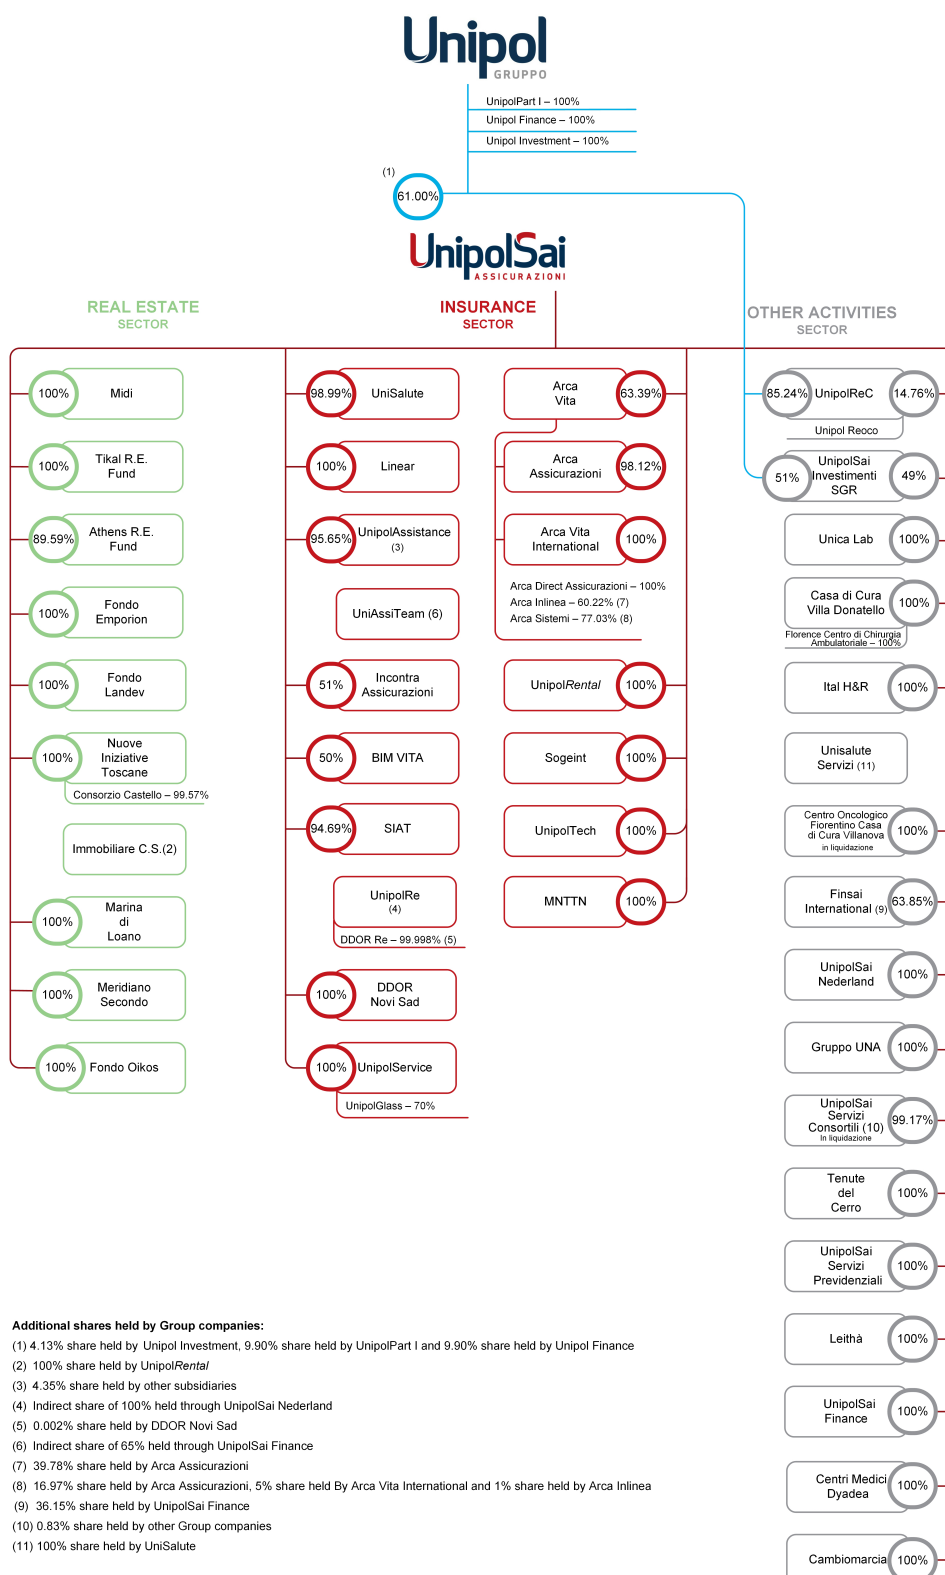 Unipol
GRUPPO
UnipolPart I – 100%
Unipol Finance – 100%
Unipol Investment – 100%
(1)
61.00%
UnipolSai
ASSICURAZIONI
REAL ESTATE
SECTOR
100%
Midi
100%
Tikal R.E.
Fund
89.59%
Athens R.E.
Fund
100%
Fondo
Emporion
100%
Fondo
Landev
100%
Nuove
Iniziative
Toscane
Consorzio Castello – 99.57%
Immobiliare C.S.(2)
100%
Marina
di
Loano
100%
Meridiano
Secondo
100%
Fondo Oikos
INSURANCE
SECTOR
98.99%
UniSalute
100%
Linear
95.65%
UnipolAssistance
(3)
UniAssiTeam (6)
51%
Incontra
Assicurazioni
50%
BIM VITA
94.69%
SIAT
UnipolRe
(4)
DDOR Re – 99.998% (5)
100%
DDOR
Novi Sad
100%
UnipolService
UnipolGlass – 70%
Arca
Vita
63.39%
Arca
Assicurazioni
98.12%
Arca Vita
International
100%
Arca Direct Assicurazioni – 100%
Arca Inlinea – 60.22% (7)
Arca Sistemi – 77.03% (8)
UnipolRental
100%
Sogeint
100%
UnipolTech
100%
MNTTN
100%
OTHER ACTIVITIES
SECTOR
85.24%
UnipolReC
14.76%
Unipol Reoco
51%
UnipolSai
Investimenti
SGR
49%
Unica Lab
100%
Casa di Cura
Villa Donatello
100%
Florence Centro di Chirurgia
Ambulatoriale – 100%
Ital H&R
100%
Unisalute
Servizi (11)
Centro Oncologico
Fiorentino Casa
di Cura Villanova
in liquidazione
100%
Finsai
International (9)
63.85%
UnipolSai
Nederland
100%
Gruppo UNA
100%
UnipolSai
Servizi
Consortili (10)
In liquidazione
99.17%
Tenute
del
Cerro
100%
UnipolSai
Servizi
Previdenziali
100%
Leithà
100%
UnipolSai
Finance
100%
Centri Medici
Dyadea
100%
Cambiomarcia
100%
Additional shares held by Group companies:
(1) 4.13% share held by Unipol Investment, 9.90% share held by UnipolPart I and 9.90% share held by Unipol Finance
(2) 100% share held by UnipolRental
(3) 4.35% share held by other subsidiaries
(4) Indirect share of 100% held through UnipolSai Nederland
(5) 0.002% share held by DDOR Novi Sad
(6) Indirect share of 65% held through UnipolSai Finance
(7) 39.78% share held by Arca Assicurazioni
(8) 16.97% share held by Arca Assicurazioni, 5% share held By Arca Vita International and 1% share held by Arca Inlinea
(9) 36.15% share held by UnipolSai Finance
(10) 0.83% share held by other Group companies
(11) 100% share held by UniSalute